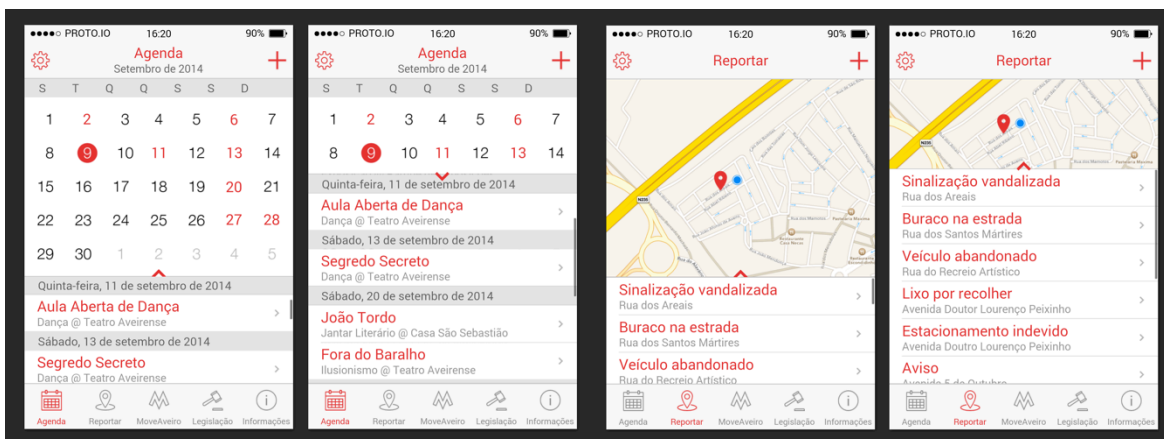 PROTO.IO 16:20 90%
Agenda
Setembro de 2014
S T Q Q S S D
1 2 3 4 5 6 7
8 9 10 11 12 13 14
15 16 17 18 19 20 21
22 23 24 25 26 27 28
29 30 1 2 3 4 5
Quinta-feira, 11 de setembro de 2014
Aula Aberta de Dança
Dança @ Teatro Aveirense
Sábado, 13 de setembro de 2014
Segredo Secreto
Dança @ Teatro Aveirense
Agenda Reportar MoveAveiro Legislação Informações
PROTO.IO 16:20 90%
Agenda
Setembro de 2014
S T Q Q S S D
1 2 3 4 5 6 7
8 9 10 11 12 13 14
Quinta-feira, 11 de setembro de 2014
Aula Aberta de Dança
Dança @ Teatro Aveirense
Sábado, 13 de setembro de 2014
Segredo Secreto
Dança @ Teatro Aveirense
Sábado, 20 de setembro de 2014
João Tordo
Jantar Literário @ Casa São Sebastião
Fora do Baralho
Ilusionismo @ Teatro Aveirense
Agenda Reportar MoveAveiro Legislação Informações
PROTO.IO 16:20 90%
Reportar
Sinalização vandalizada
Rua dos Areais
Buraco na estrada
Rua dos Santos Mártires
Veículo abandonado
Rua do Recreio Artístico
Agenda Reportar MoveAveiro Legislação Informações
PROTO.IO 16:20 90%
Reportar
Sinalização vandalizada
Rua dos Areais
Buraco na estrada
Rua dos Santos Mártires
Veículo abandonado
Rua do Recreio Artístico
Lixo por recolher
Avenida Doutor Lourenço Peixinho
Estacionamento indevido
Avenida Doutro Lourenço Peixinho
Aviso
Avenida 5 de Outubro
Agenda Reportar MoveAveiro Legislação Informações